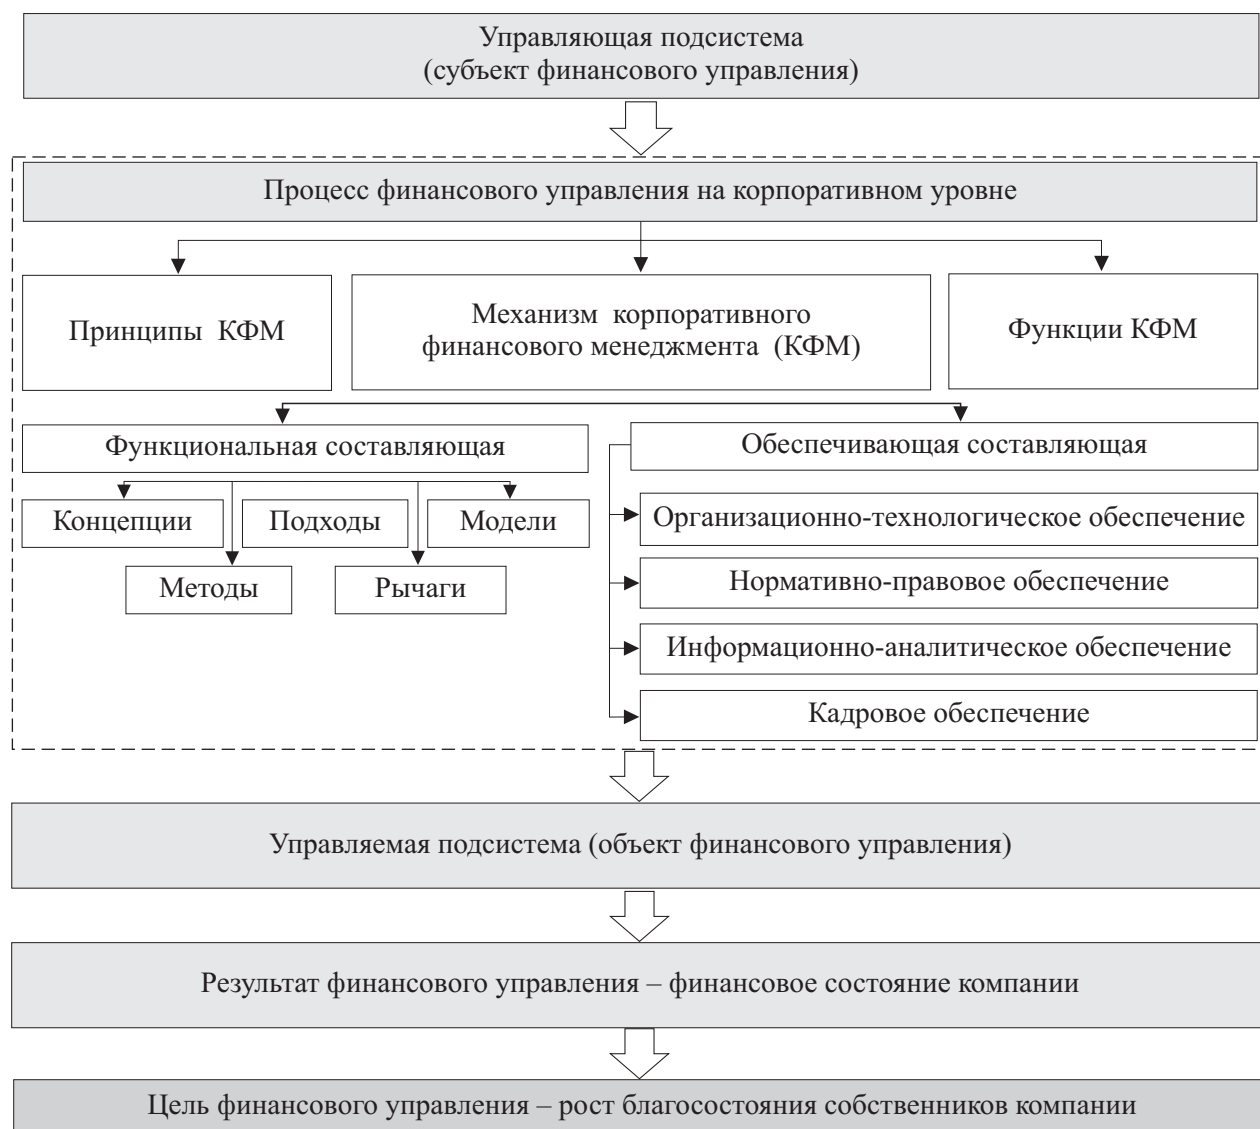 Управляющая подсистема
(субъект финансового управления)
Процесс финансового управления на корпоративном уровне
Принципы КФМ
Механизм корпоративного
финансового менеджмента (КФМ)
Функции КФМ
Функциональная составляющая
Обеспечивающая составляющая
Концепции
Подходы
Модели
Методы
Рычаги
Организационно-технологическое обеспечение
Нормативно-правовое обеспечение
Информационно-аналитическое обеспечение
Кадровое обеспечение
Управляемая подсистема (объект финансового управления)
Результат финансового управления – финансовое состояние компании
Цель финансового управления – рост благосостояния собственников компании